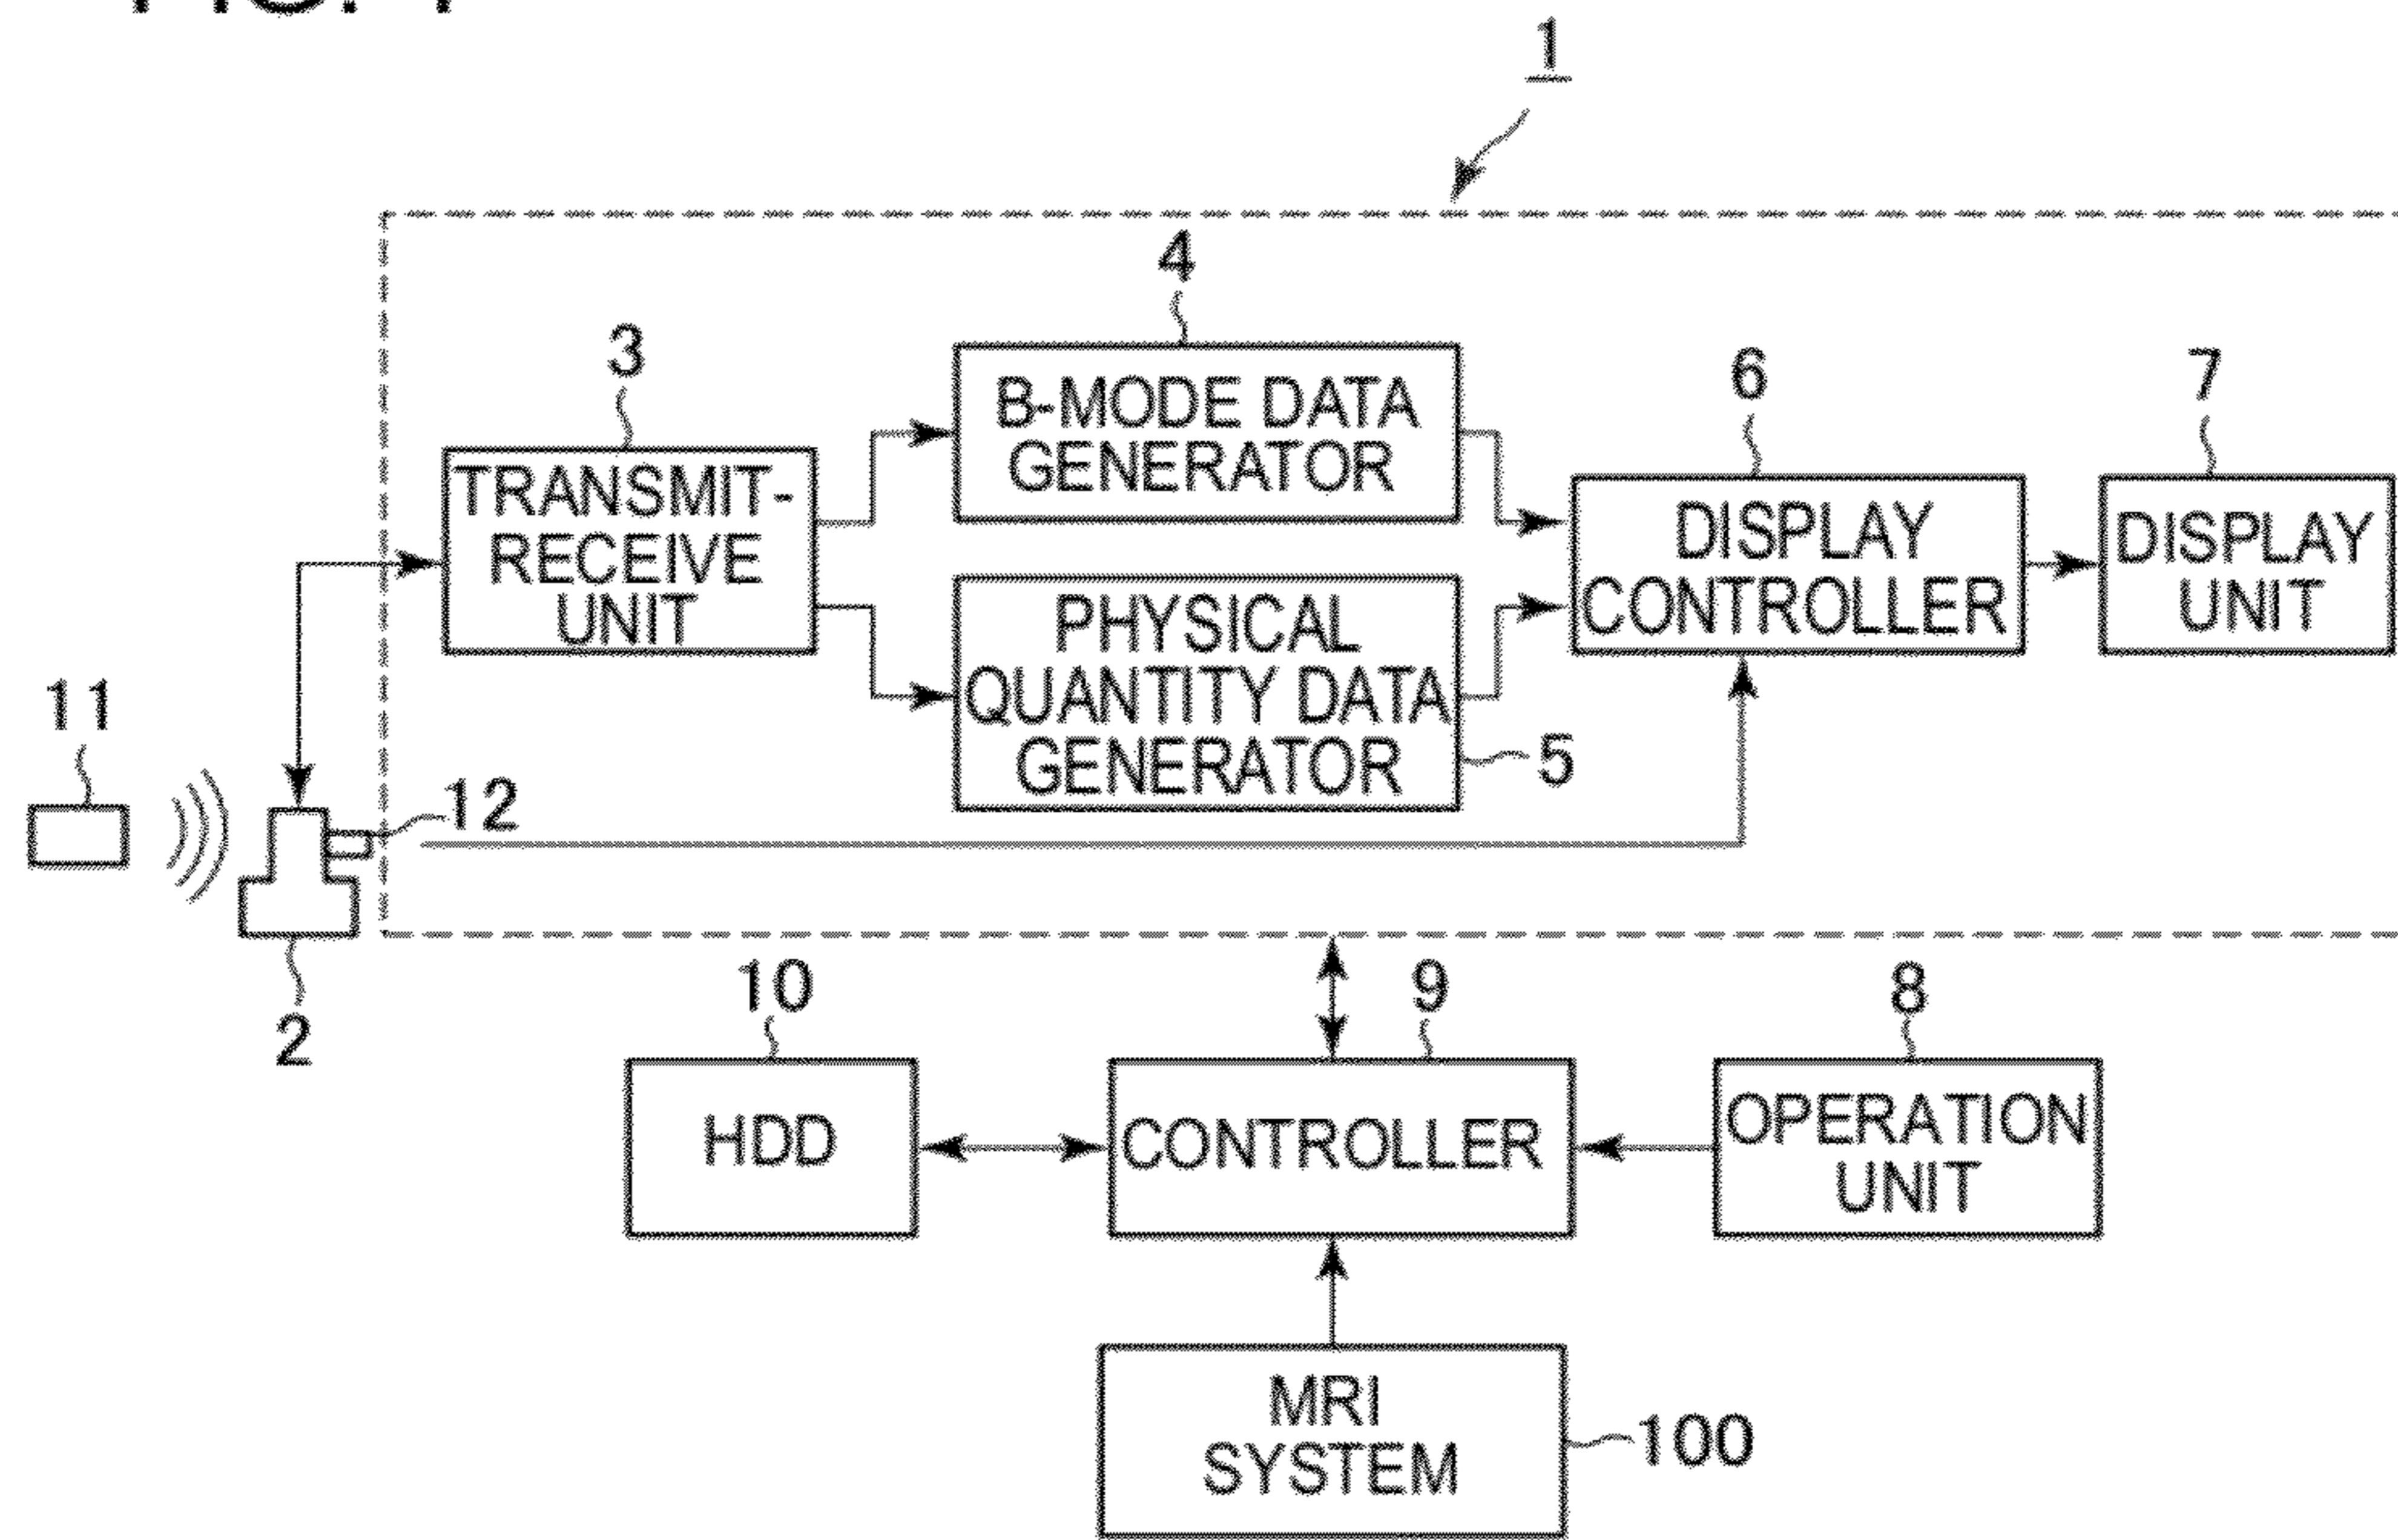 1
4
3
B-MODE DATA
GENERATOR
6
7
TRANSMIT-
RECEIVE
UNIT
DISPLAY
CONTROLLER
DISPLAY
UNIT
PHYSICAL
QUANTITY DATA
GENERATOR
5
11
12
2
10
9
8
HDD
CONTROLLER
OPERATION
UNIT
MRI
SYSTEM
100